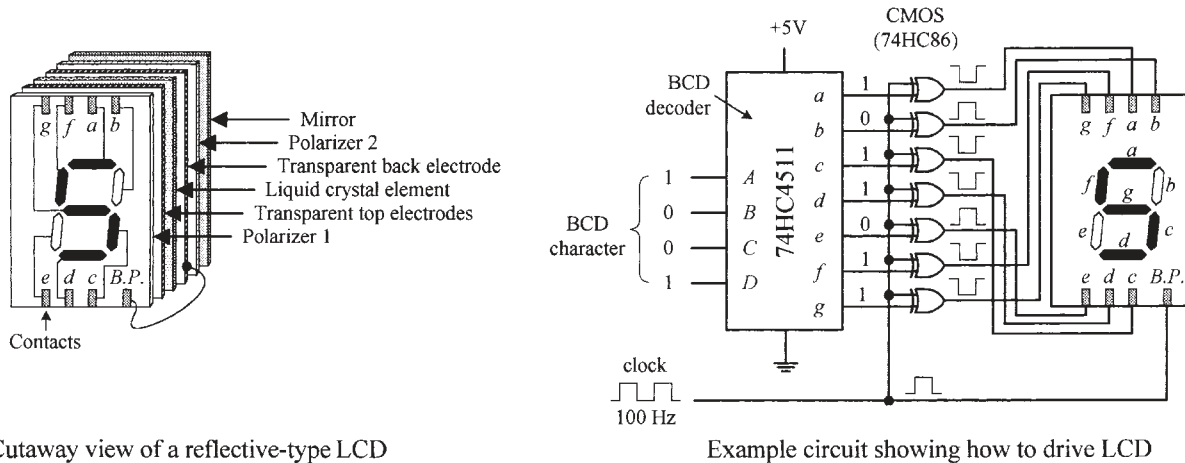 g f a b
e d c B.P.
Contacts
Mirror
Polarizer 2
Transparent back electrode
Liquid crystal element
Transparent top electrodes
Polarizer 1
Cutaway view of a reflective-type LCD
+5V
CMOS
(74HC86)
BCD
decoder
74HC4511
BCD
character
1 A
0 B
0 C
1 D
a 1
b 0
c 1
d 1
e 0
f 1
g 1
clock
100 Hz
g f a b
a
f b
g
e c
d
e d c B.P.
Example circuit showing how to drive LCD